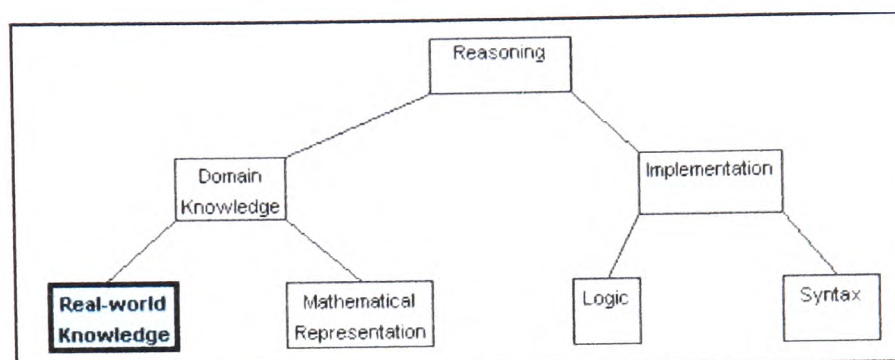 Reasoning
Domain
Knowledge
Implementation
Real-world
Knowledge
Mathematical
Representation
Logic
Syntax